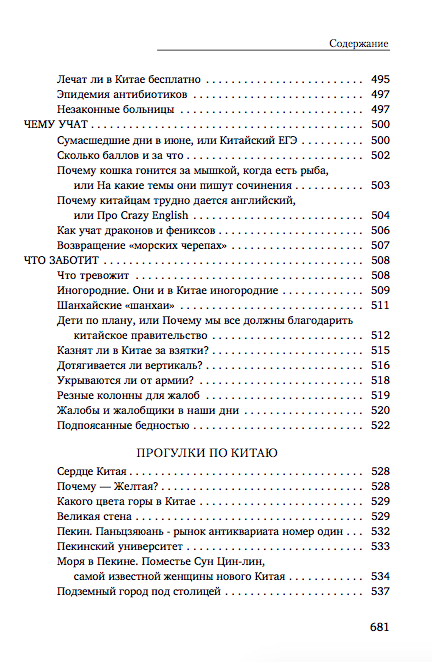 Содержание
Лечат ли в Китае бесплатно . . . . . . . . . . . . . . . . . . . . . . . . 495
Эпидемия антибиотиков . . . . . . . . . . . . . . . . . . . . . . . . . . 497
Незаконные больницы . . . . . . . . . . . . . . . . . . . . . . . . . . . . 497
ЧЕМУ УЧАТ . . . . . . . . . . . . . . . . . . . . . . . . . . . . . . . . . . . . . . . . 500
Сумасшедшие дни в июне, или Китайский ЕГЭ . . . . . . . . . 500
Сколько баллов и за что . . . . . . . . . . . . . . . . . . . . . . . . . . . 502
Почему кошка гонится за мышкой, когда есть рыба,
или На какие темы они пишут сочинения . . . . . . . . . . . 503
Почему китайцам трудно дается английский,
или Про Crazy English . . . . . . . . . . . . . . . . . . . . . . . . . . 504
Как учат драконов и фениксов . . . . . . . . . . . . . . . . . . . . . . 506
Возвращение «морских черепах» . . . . . . . . . . . . . . . . . . . . 507
ЧТО ЗАБОТИТ . . . . . . . . . . . . . . . . . . . . . . . . . . . . . . . . . . . . . . 508
Что тревожит . . . . . . . . . . . . . . . . . . . . . . . . . . . . . . . . . . . 508
Иногородние. Они и в Китае иногородние . . . . . . . . . . . . 509
Шанхайские «шанхаи» . . . . . . . . . . . . . . . . . . . . . . . . . . . . 511
Дети по плану, или Почему мы все должны благодарить
китайское правительство . . . . . . . . . . . . . . . . . . . . . . . 512
Казнят ли в Китае за взятки? . . . . . . . . . . . . . . . . . . . . . . . 515
Дотягивается ли вертикаль? . . . . . . . . . . . . . . . . . . . . . . . . 516
Укрываются ли от армии? . . . . . . . . . . . . . . . . . . . . . . . . . . 518
Резные колонны для жалоб . . . . . . . . . . . . . . . . . . . . . . . . 519
Жалобы и жалобщики в наши дни . . . . . . . . . . . . . . . . . . . 520
Подпоясанные бедностью . . . . . . . . . . . . . . . . . . . . . . . . . 522
ПРОГУЛКИ ПО КИТАЮ
Сердце Китая . . . . . . . . . . . . . . . . . . . . . . . . . . . . . . . . . . . 528
Почему — Желтая? . . . . . . . . . . . . . . . . . . . . . . . . . . . . . . . 528
Какого цвета горы в Китае . . . . . . . . . . . . . . . . . . . . . . . . . 529
Великая стена . . . . . . . . . . . . . . . . . . . . . . . . . . . . . . . . . . 529
Пекин. Паньцзяюань - рынок антиквариата номер один . . . 532
Пекинский университет . . . . . . . . . . . . . . . . . . . . . . . . . . . 533
Моря в Пекине. Поместье Сун Цин-лин,
самой известной женщины нового Китая . . . . . . . . . . . 534
Подземный город под столицей . . . . . . . . . . . . . . . . . . . . . 537
681